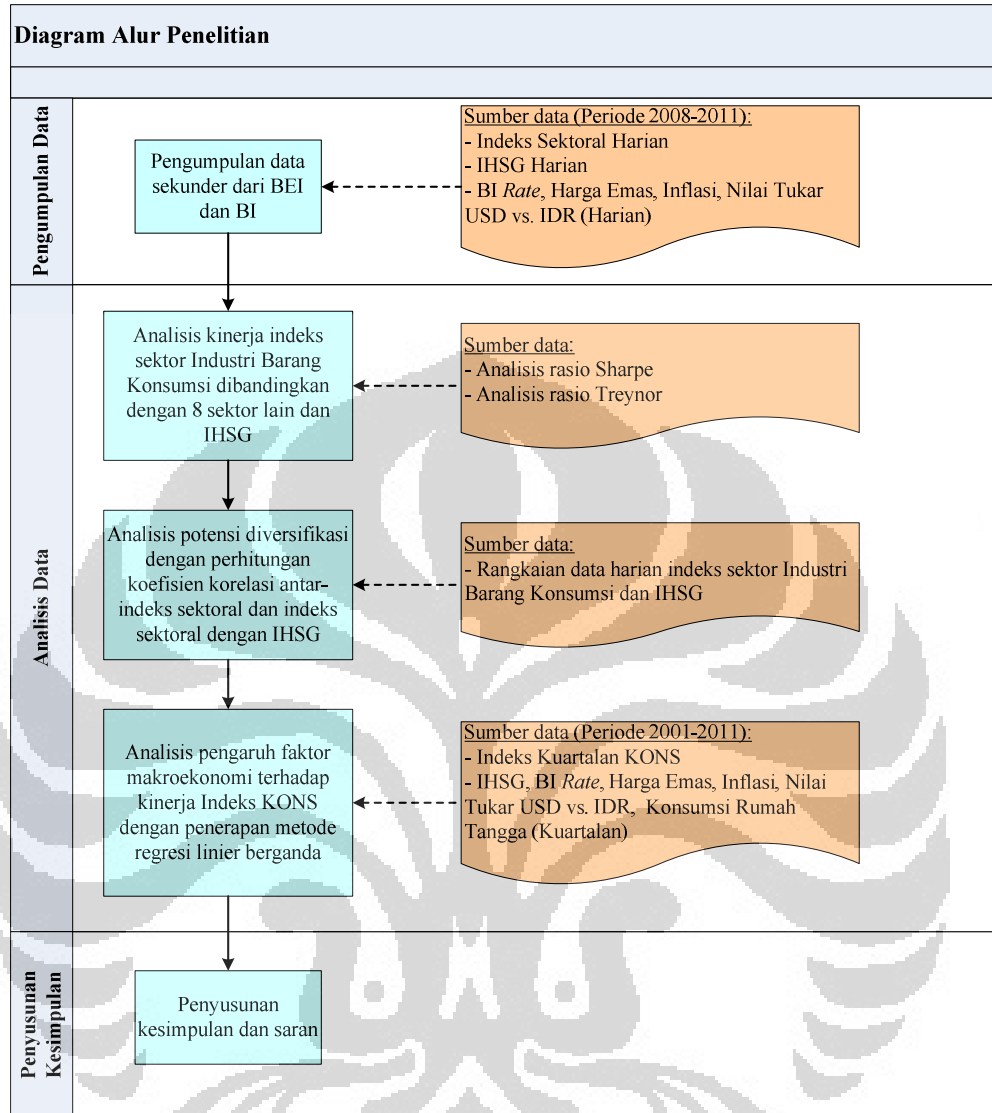 Diagram Alur Penelitian
Pengumpulan Data
Pengumpulan data
sekunder dari BEI
dan BI
Sumber data (Periode 2008-2011):
- Indeks Sektoral Harian
- IHSG Harian
- BI Rate, Harga Emas, Inflasi, Nilai Tukar
USD vs. IDR (Harian)
Analisis Data
Analisis kinerja indeks
sektor Industri Barang
Konsumsi dibandingkan
dengan 8 sektor lain dan
IHSG
Sumber data:
- Analisis rasio Sharpe
- Analisis rasio Treynor
Analisis potensi diversifikasi
dengan perhitungan
koefisien korelasi antar-
indeks sektoral dan indeks
sektoral dengan IHSG
Sumber data:
- Rangkaian data harian indeks sektor Industri
Barang Konsumsi dan IHSG
Analisis pengaruh faktor
makroekonomi terhadap
kinerja Indeks KONS
dengan penerapan metode
regresi linier berganda
Sumber data (Periode 2001-2011):
- Indeks Kuartalan KONS
- IHSG, BI Rate, Harga Emas, Inflasi, Nilai
Tukar USD vs. IDR, Konsumsi Rumah
Tangga (Kuartalan)
Penyusunan
Kesimpulan
Penyusunan
kesimpulan dan saran